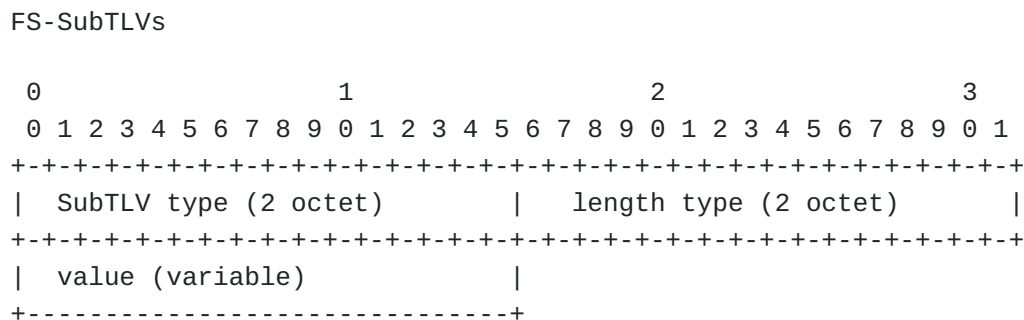 FS-SubTLVs

 0                   1                   2                   3
 0 1 2 3 4 5 6 7 8 9 0 1 2 3 4 5 6 7 8 9 0 1 2 3 4 5 6 7 8 9 0 1
+-+-+-+-+-+-+-+-+-+-+-+-+-+-+-+-+-+-+-+-+-+-+-+-+-+-+-+-+-+-+-+-+
|  SubTLV type (2 octet)        |   length type (2 octet)       |
+-+-+-+-+-+-+-+-+-+-+-+-+-+-+-+-+-+-+-+-+-+-+-+-+-+-+-+-+-+-+-+-+
|  value (variable)             |
+-------------------------------+